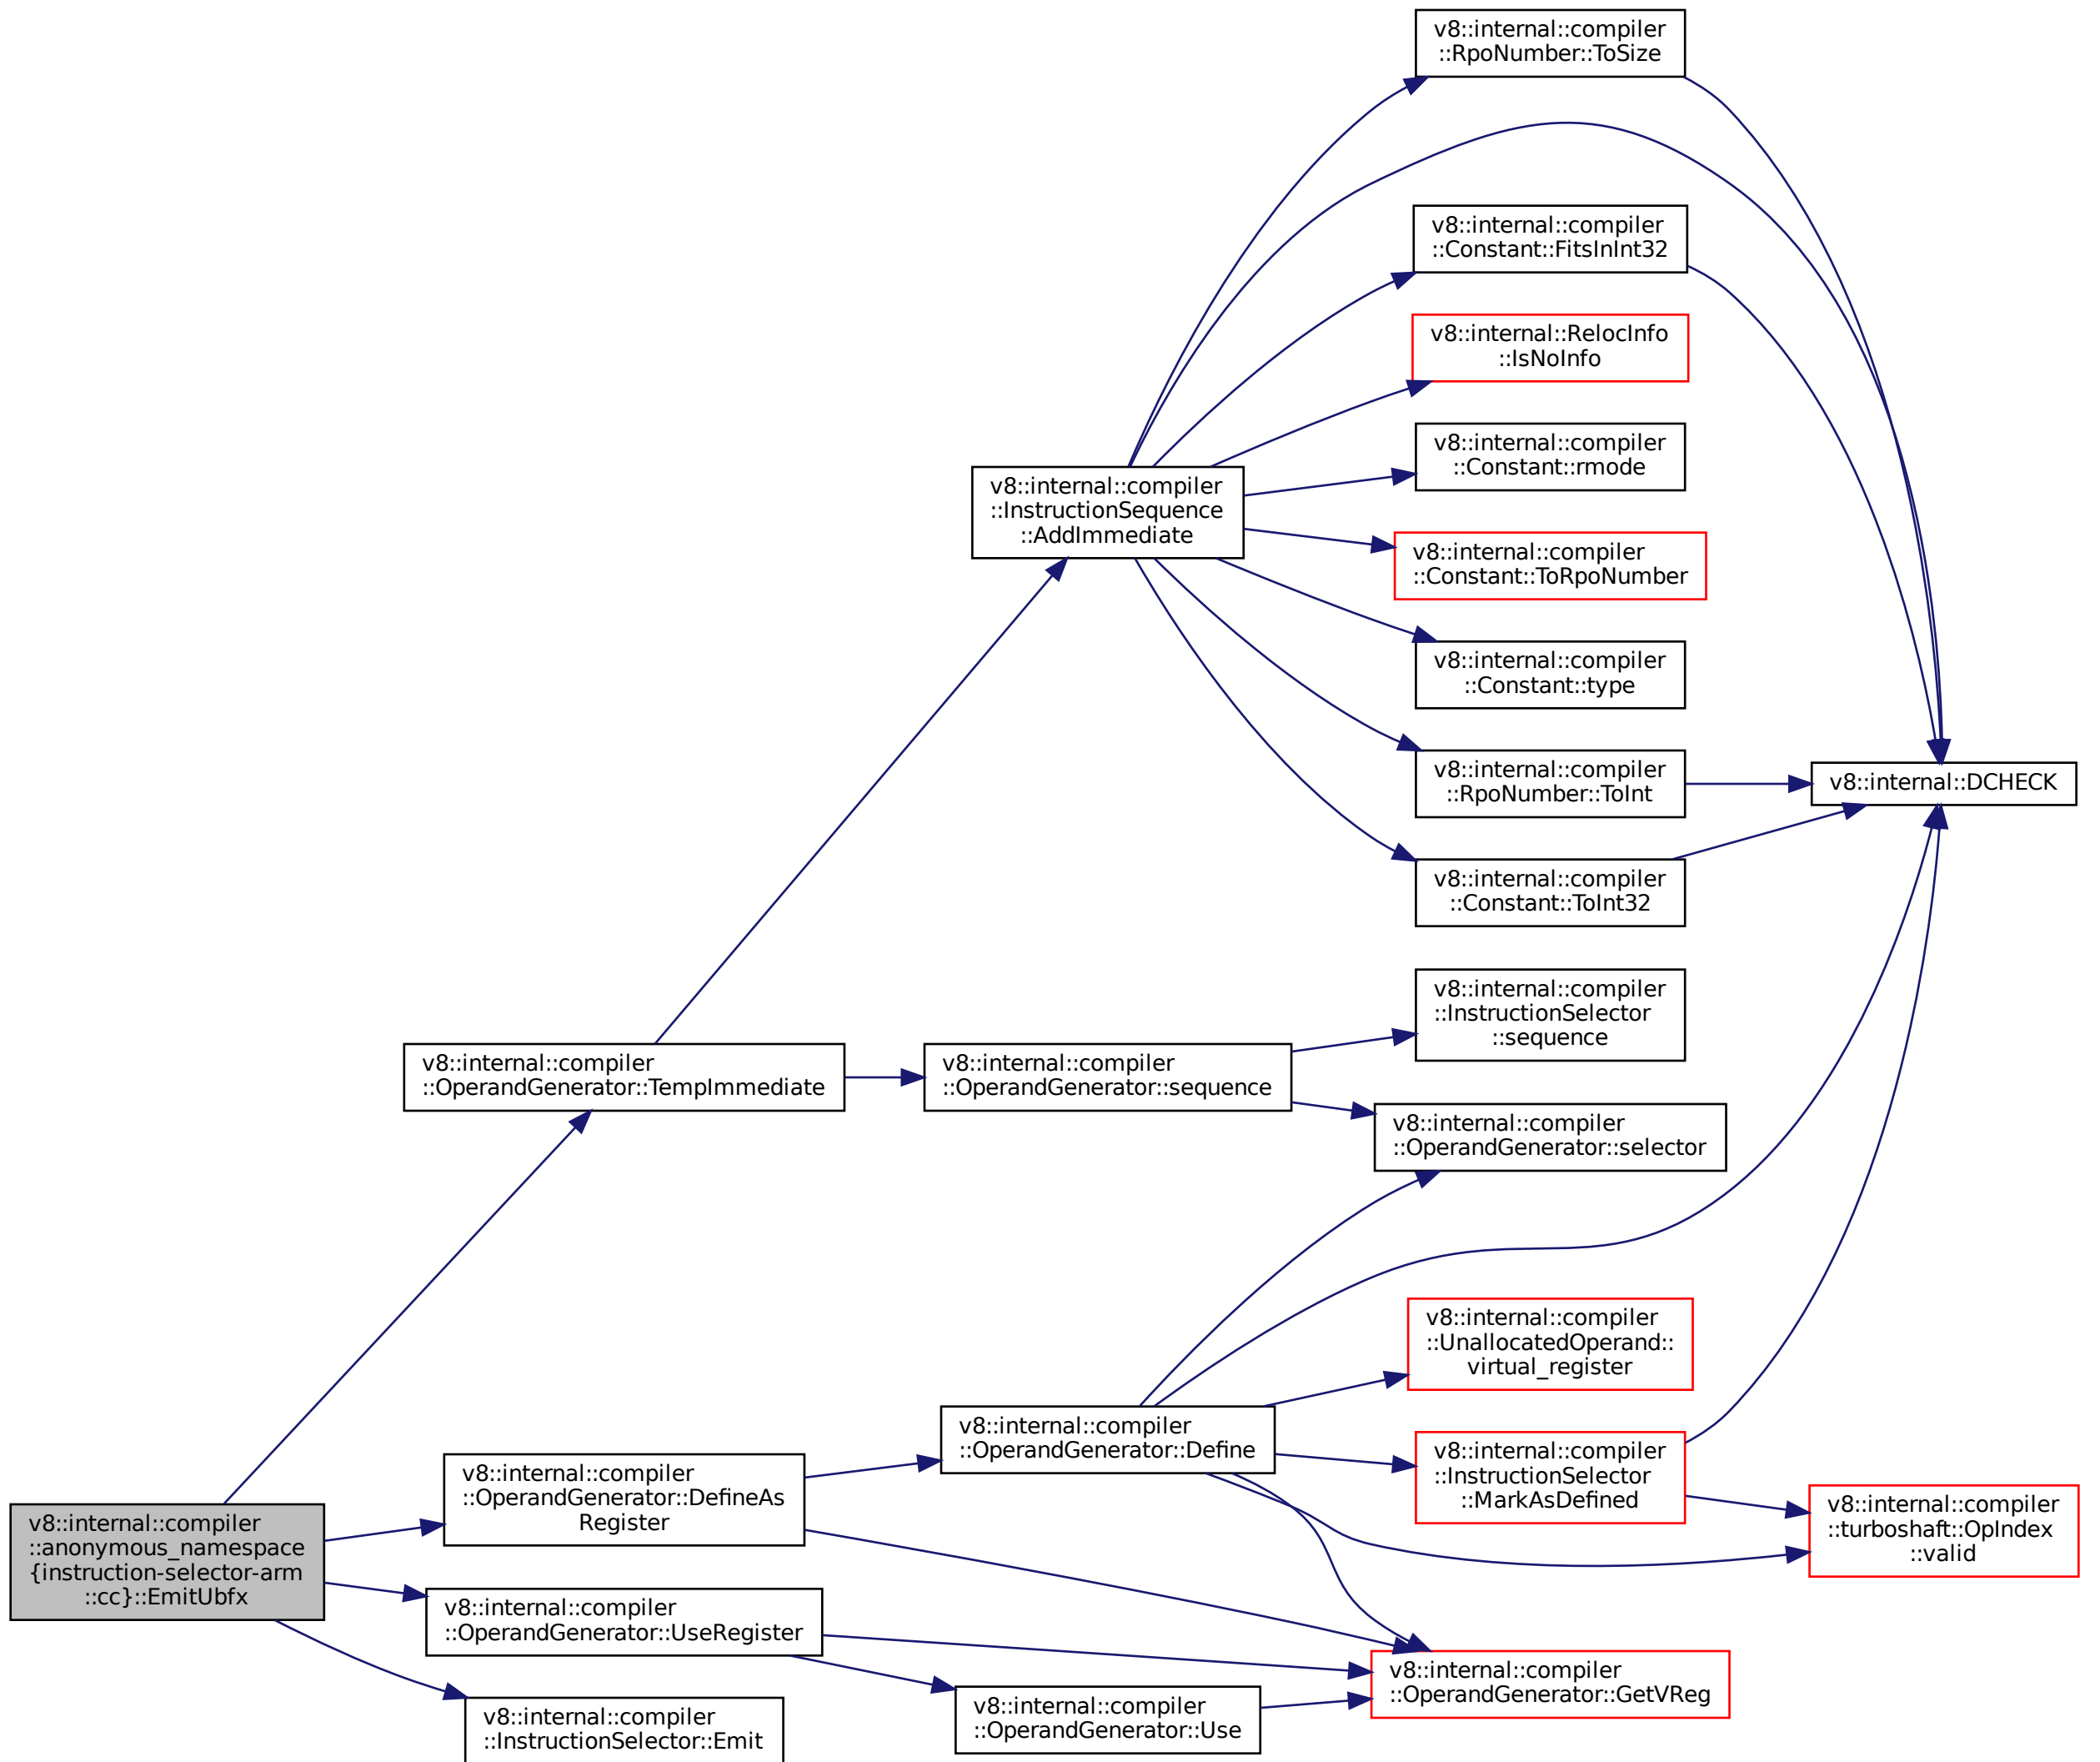 v8::internal::compiler
::RpoNumber::ToSize
v8::internal::compiler
::Constant::FitsInInt32
v8::internal::RelocInfo
::IsNoInfo
v8::internal::compiler
::Constant::rmode
v8::internal::compiler
::InstructionSequence
::AddImmediate
v8::internal::compiler
::Constant::ToRpoNumber
v8::internal::compiler
::Constant::type
v8::internal::compiler
::RpoNumber::ToInt
v8::internal::DCHECK
v8::internal::compiler
::Constant::ToInt32
v8::internal::compiler
::InstructionSelector
::sequence
v8::internal::compiler
::OperandGenerator::TempImmediate
v8::internal::compiler
::OperandGenerator::sequence
v8::internal::compiler
::OperandGenerator::selector
v8::internal::compiler
::UnallocatedOperand::
virtual_register
v8::internal::compiler
::OperandGenerator::Define
v8::internal::compiler
::InstructionSelector
::MarkAsDefined
v8::internal::compiler
::OperandGenerator::DefineAs
Register
v8::internal::compiler
::turboshaft::OpIndex
::valid
v8::internal::compiler
::anonymous_namespace
{instruction-selector-arm
::cc}::EmitUbfx
v8::internal::compiler
::OperandGenerator::UseRegister
v8::internal::compiler
::OperandGenerator::GetVReg
v8::internal::compiler
::OperandGenerator::Use
v8::internal::compiler
::InstructionSelector::Emit